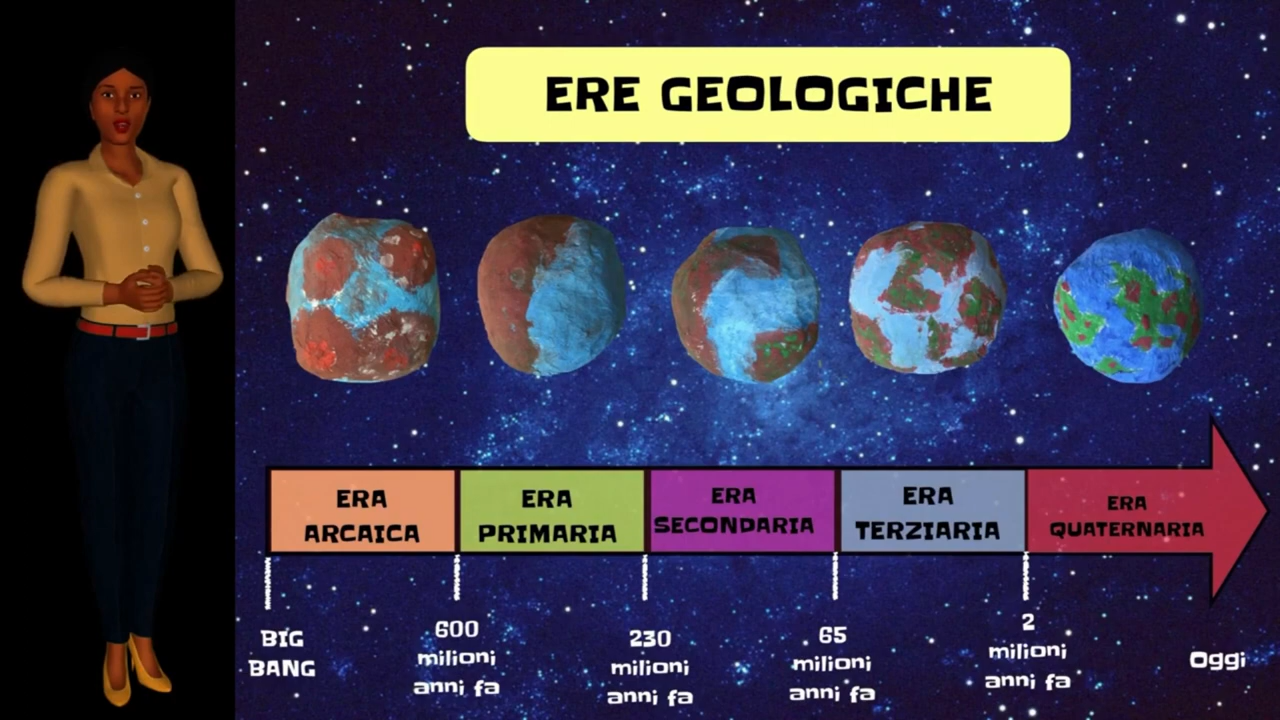 ERE GEOLOGICHE
ERA
ARCAICA
ERA
PRIMARIA
ERA
SECONDARIA
ERA
TERZIARIA
ERA
QUATERNARIA
BIG
BANG
600
milioni
anni fa
230
milioni
anni fa
65
milioni
anni fa
2
milioni
anni fa
Oggi